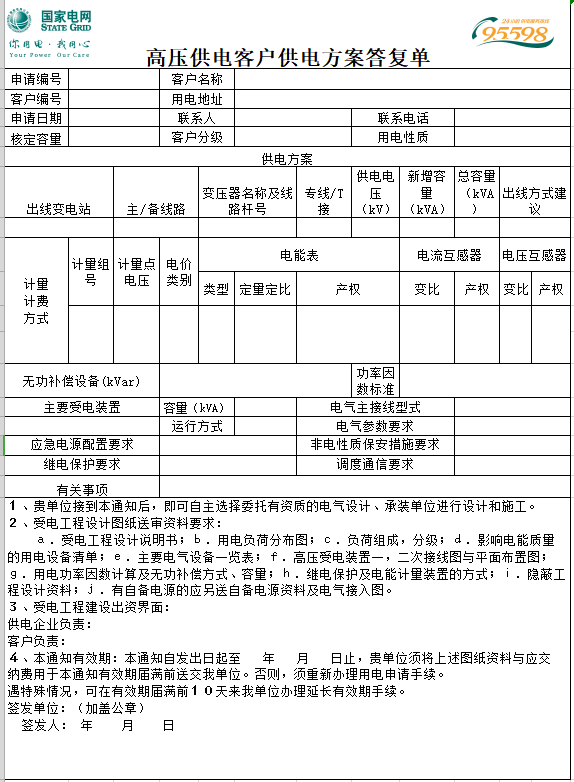 国家电网
STATE GRID
你用电·我用心
Your Power Our Care
24小时供电服务热线
95598
高压供电客户供电方案答复单
申请编号 客户名称
客户编号 用电地址
申请日期 联系人 联系电话
核定容量 客户分级 用电性质
供电方案
出线变电站 主/备线路 变压器名称及线路杆号 专线/T接 供电电压(kV) 新增容量(kVA) 总容量(kVA) 出线方式建议
计量计费方式 计量组号 计量点电压 电价类别 电能表 电流互感器 电压互感器
类型 定量定比 产权 变比 产权 变比 产权
无功补偿设备(kVar) 功率因数标准
主要受电装置 容量(kVA) 电气主接线型式
运行方式 电气参数要求
应急电源配置要求 非电性质保安措施要求
继电保护要求 调度通信要求
有关事项
1、贵单位接到本通知后，即可自主选择委托有资质的电气设计、承装单位进行设计和施工。
2、受电工程设计图纸送审资料要求：
a．受电工程设计说明书；b．用电负荷分布图；c．负荷组成，分级；d．影响电能质量
的用电设备清单；e．主要电气设备一览表；f．高压受电装置一，二次接线图与平面布置图；
g．用电功率因数计算及无功补偿方式、容量；h．继电保护及电能计量装置的方式；i．隐蔽工
程设计资料；j．有自备电源的应另送自备电源资料及电气接入图。
3、受电工程建设出资界面：
供电企业负责：
客户负责：
4、本通知有效期：本通知自发出日起至 年 月 日止，贵单位须将上述图纸资料与应交
纳费用于本通知有效期届满前送交我单位。否则，须重新办理用电申请手续。
遇特殊情况，可在有效期届满前10天来我单位办理延长有效期手续。
签发单位：（加盖公章）
签发人： 年 月 日